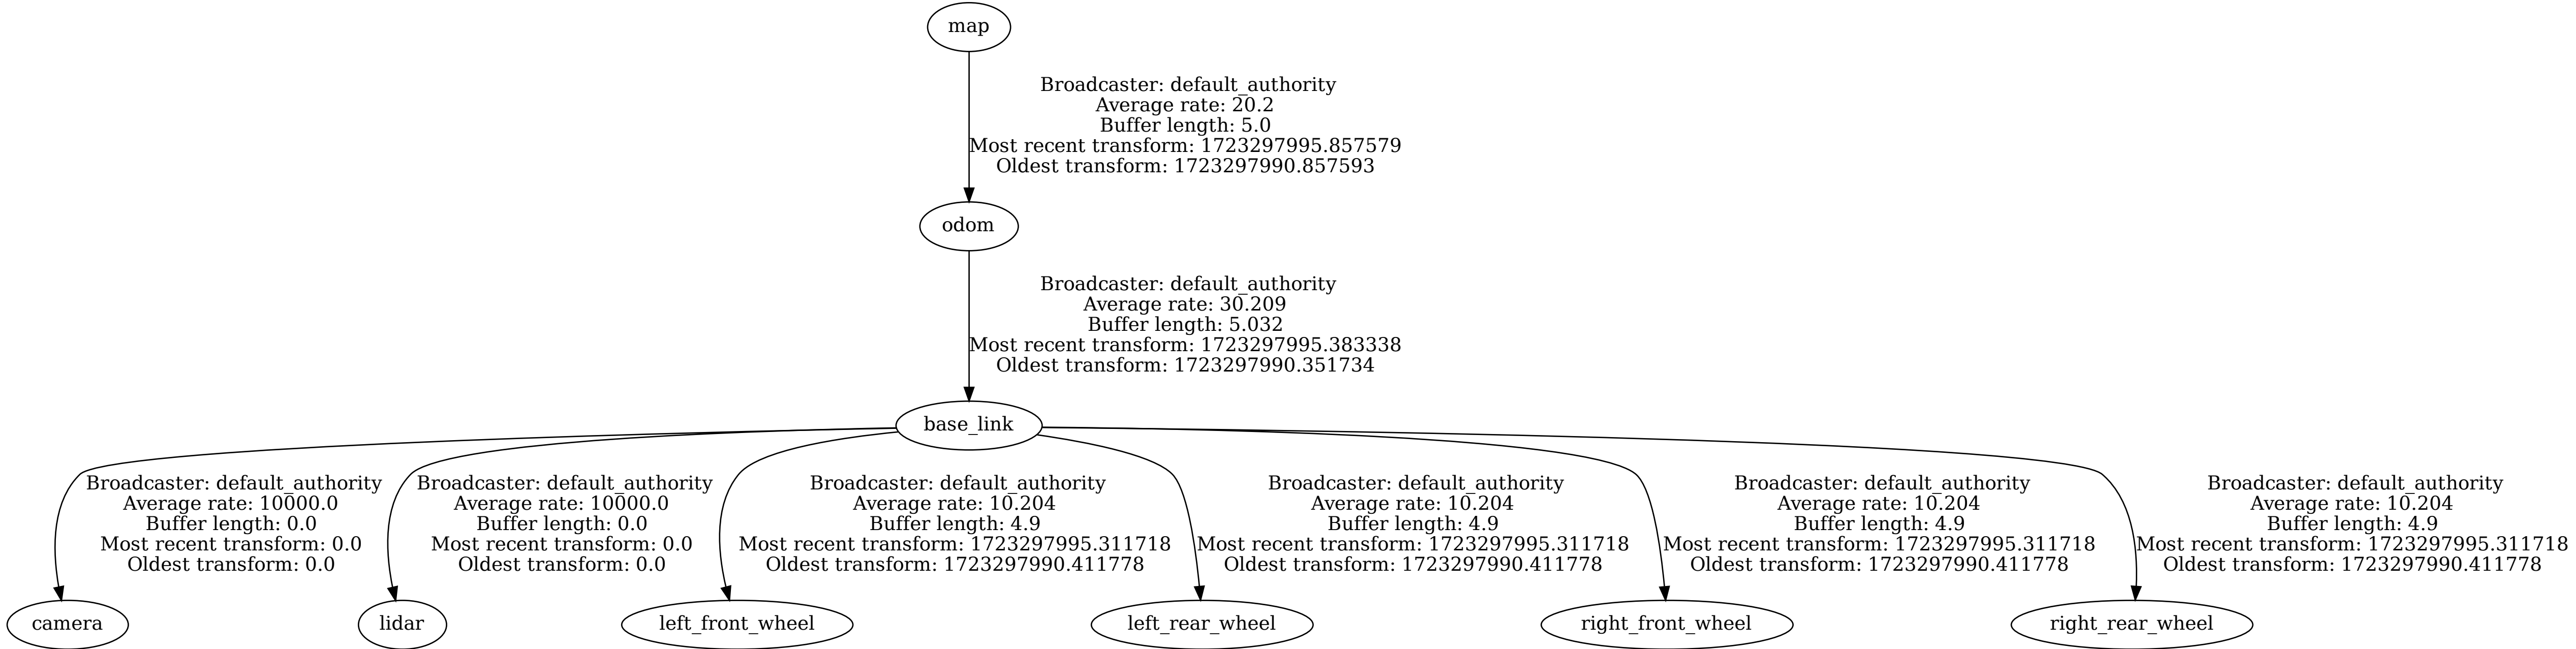 map
Broadcaster: default_authority
Average rate: 20.2
Buffer length: 5.0
Most recent transform: 1723297995.857579
Oldest transform: 1723297990.857593
odom
Broadcaster: default_authority
Average rate: 30.209
Buffer length: 5.032
Most recent transform: 1723297995.383338
Oldest transform: 1723297990.351734
base_link
Broadcaster: default_authority
Average rate: 10000.0
Buffer length: 0.0
Most recent transform: 0.0
Oldest transform: 0.0
Broadcaster: default_authority
Average rate: 10000.0
Buffer length: 0.0
Most recent transform: 0.0
Oldest transform: 0.0
Broadcaster: default_authority
Average rate: 10.204
Buffer length: 4.9
Most recent transform: 1723297995.311718
Oldest transform: 1723297990.411778
Broadcaster: default_authority
Average rate: 10.204
Buffer length: 4.9
Most recent transform: 1723297995.311718
Oldest transform: 1723297990.411778
Broadcaster: default_authority
Average rate: 10.204
Buffer length: 4.9
Most recent transform: 1723297995.311718
Oldest transform: 1723297990.411778
Broadcaster: default_authority
Average rate: 10.204
Buffer length: 4.9
Most recent transform: 1723297995.311718
Oldest transform: 1723297990.411778
camera
lidar
left_front_wheel
left_rear_wheel
right_front_wheel
right_rear_wheel